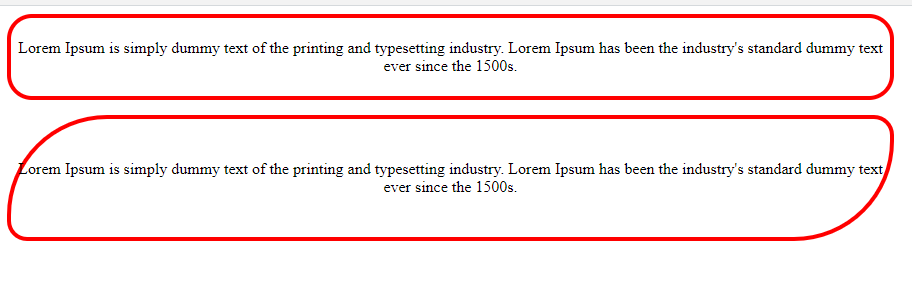 Lorem Ipsum is simply dummy text of the printing and typesetting industry. Lorem Ipsum has been the industry's standard dummy text
ever since the 1500s.
Lorem Ipsum is simply dummy text of the printing and typesetting industry. Lorem Ipsum has been the industry's standard dummy text
ever since the 1500s.